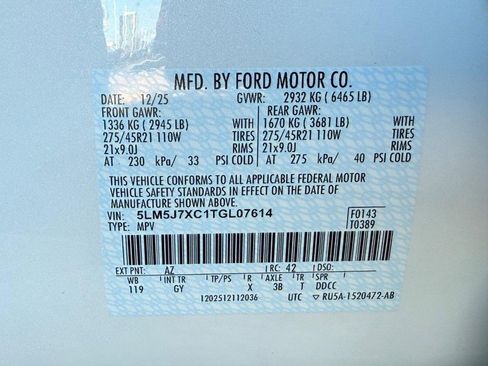 MFD. BY FORD MOTOR CO.
DATE: 12/25 GVWR: 2932 KG ( 6465 LB)
FRONT GAWR: REAR GAWR:
1336 KG ( 2945 LB) 1670 KG ( 3681 LB)
275/45R21 110W TIRES 275/45R21 110W
21x9.0J RIMS 21x9.0J
AT 230 kPa/ 33 PSI COLD AT 275 kPa/ 40 PSI COLD
THIS VEHICLE CONFORMS TO ALL APPLICABLE FEDERAL MOTOR
VEHICLE SAFETY STANDARDS IN EFFECT ON THE DATE OF
MANUFACTURE SHOWN ABOVE.
VIN: 5LM5J7XC1TGL07614 F0143
TYPE: MPV T0389
EXT PNT: AZ RC: 42 DSO:
WB INT TR TP/PS R AXLE TR SPR
119 GY X 3B T DDCC
1202512112036 UTC ▽ RU5A-1520472-AB